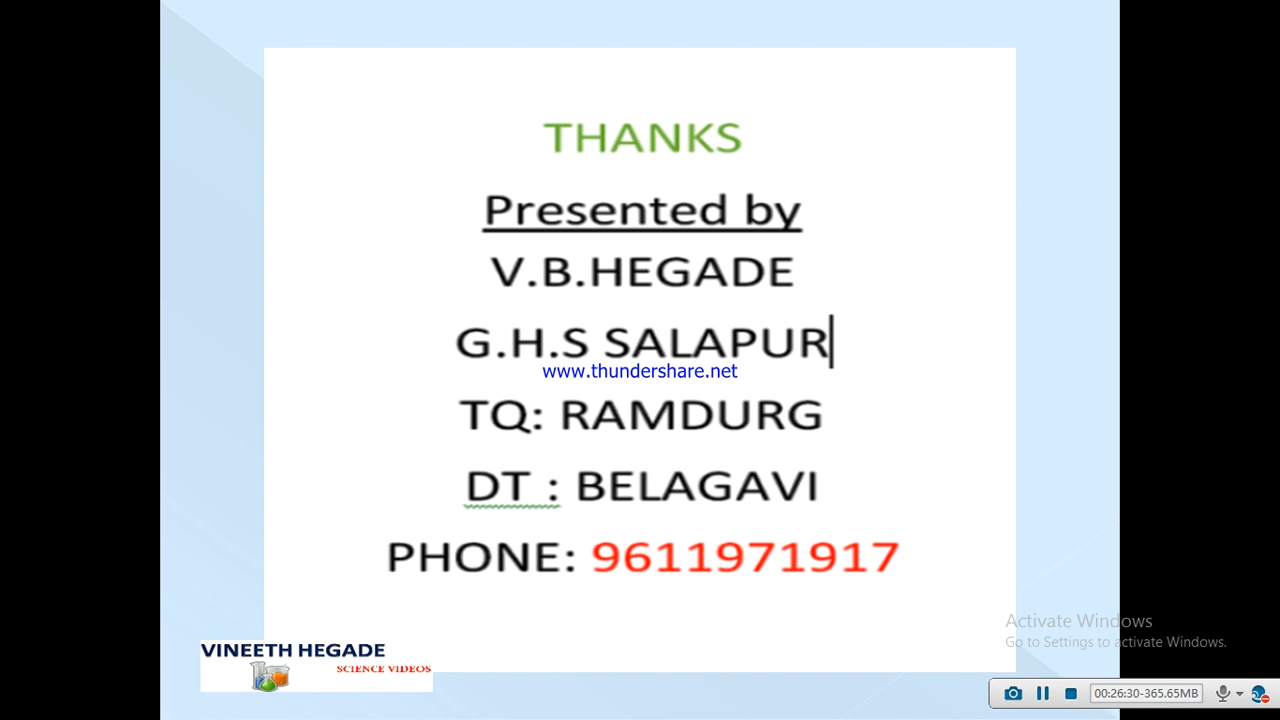 THANKS
Presented by
V.B.HEGADE
G.H.S SALAPUR
www.thundershare.net
TQ: RAMDURG
DT : BELAGAVI
PHONE: 9611971917
Activate Windows
Go to Settings to activate Windows.
VINEETH HEGADE
SCIENCE VIDEOS
00:26:30-365.65MB